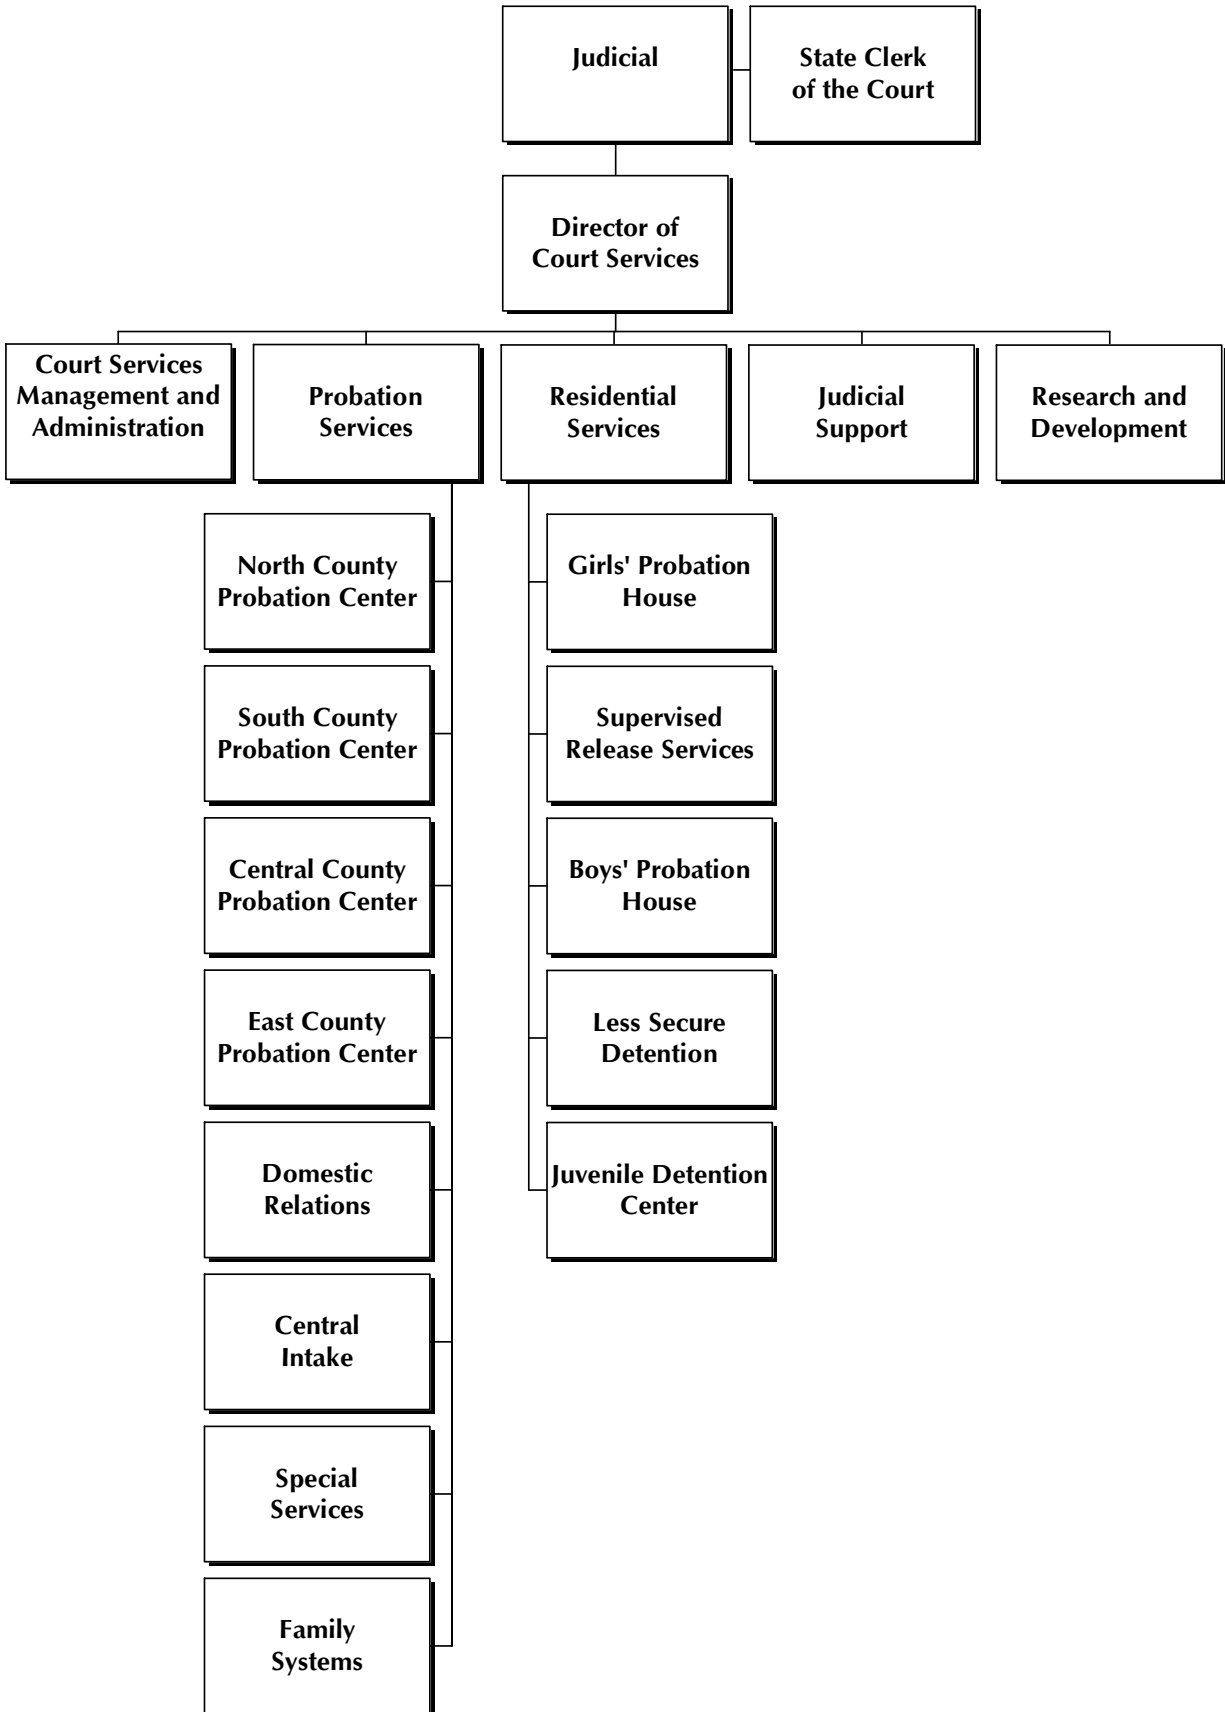 Judicial
State Clerk
of the Court
Director of
Court Services
Court Services
Management and
Administration
Probation
Services
Residential
Services
Judicial
Support
Research and
Development
North County
Probation Center
South County
Probation Center
Central County
Probation Center
East County
Probation Center
Domestic
Relations
Central
Intake
Special
Services
Family
Systems
Girls' Probation
House
Supervised
Release Services
Boys' Probation
House
Less Secure
Detention
Juvenile Detention
Center